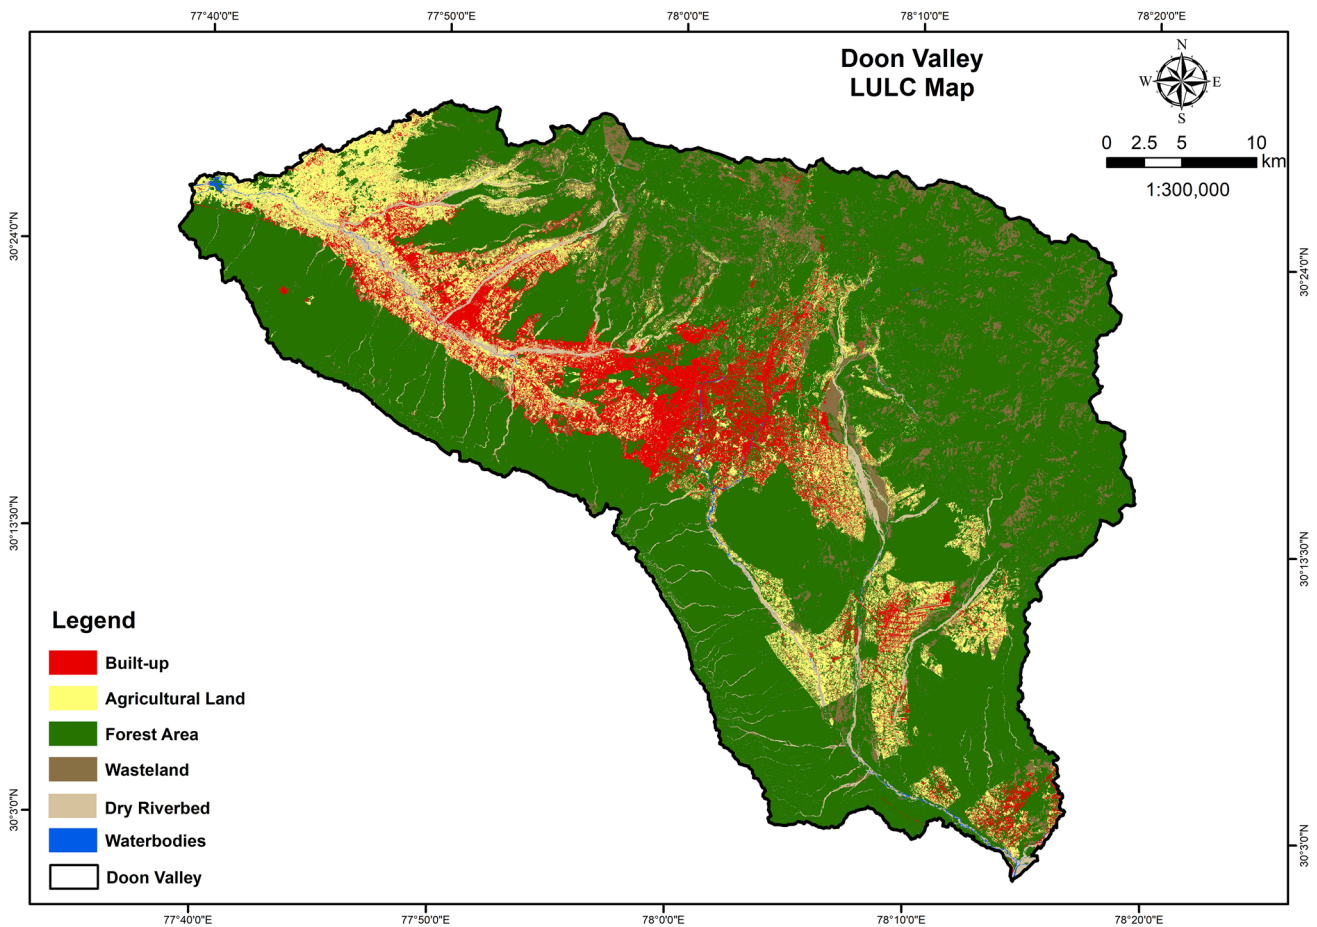 77°40'0"E 77°50'0"E 78°0'0"E 78°10'0"E 78°20'0"E
Doon Valley
LULC Map
N
W E
S
0 2.5 5 10
km
1:300,000
30°24'0"N
30°24'0"N
30°13'30"N
30°13'30"N
30°3'0"N
30°3'0"N
Legend
Built-up
Agricultural Land
Forest Area
Wasteland
Dry Riverbed
Waterbodies
Doon Valley
77°40'0"E 77°50'0"E 78°0'0"E 78°10'0"E 78°20'0"E